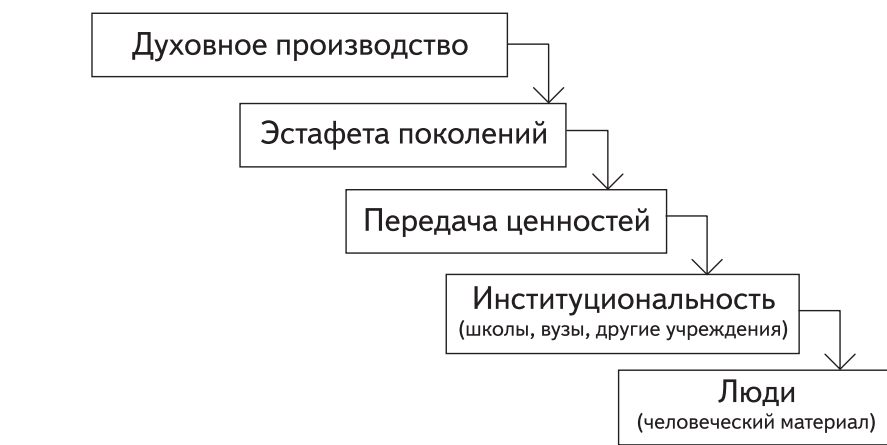 Духовное производство
Эстафета поколений
Передача ценностей
Институциональность
(школы, вузы, другие учреждения)
Люди
(человеческий материал)